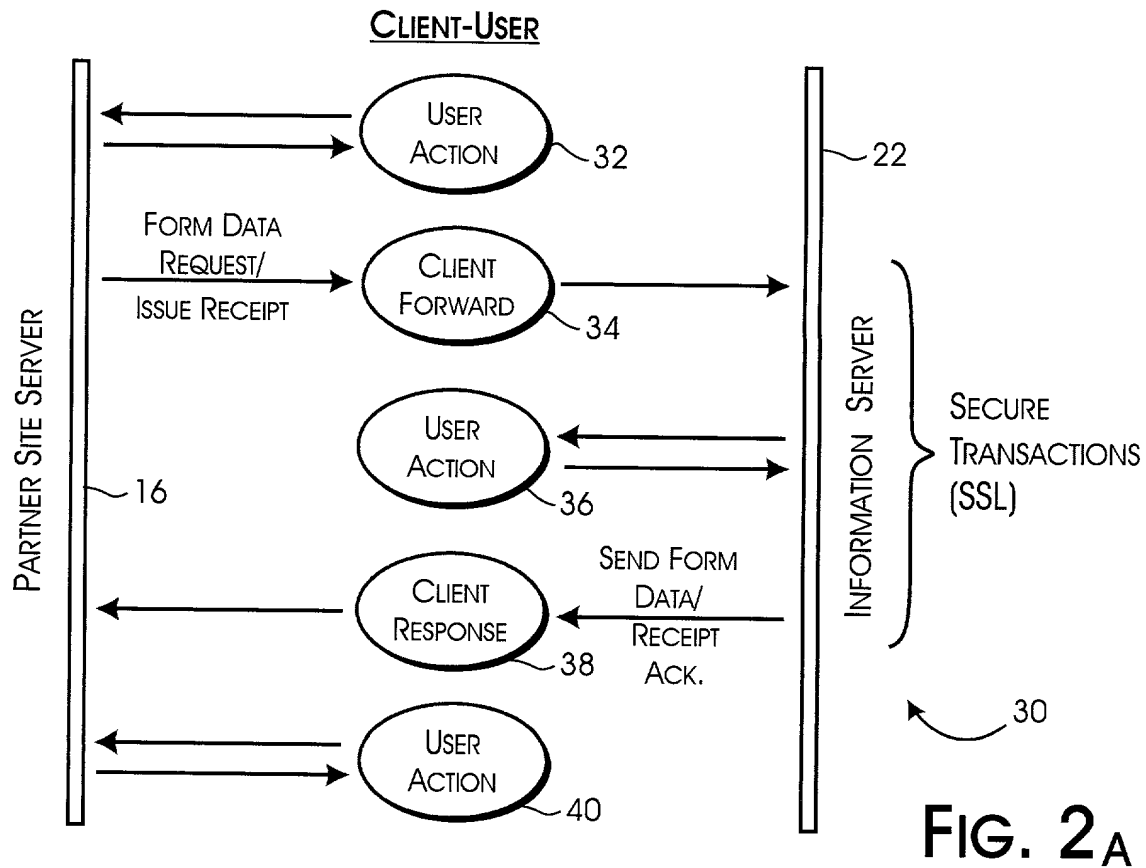 CLIENT-USER
USER
ACTION
32
22
FORM DATA
REQUEST/
ISSUE RECEIPT
CLIENT
FORWARD
34
PARTNER SITE SERVER
16
USER
ACTION
36
INFORMATION SERVER
SECURE
TRANSACTIONS
(SSL)
CLIENT
RESPONSE
38
SEND FORM
DATA/
RECEIPT
ACK.
30
USER
ACTION
40
FIG. 2A